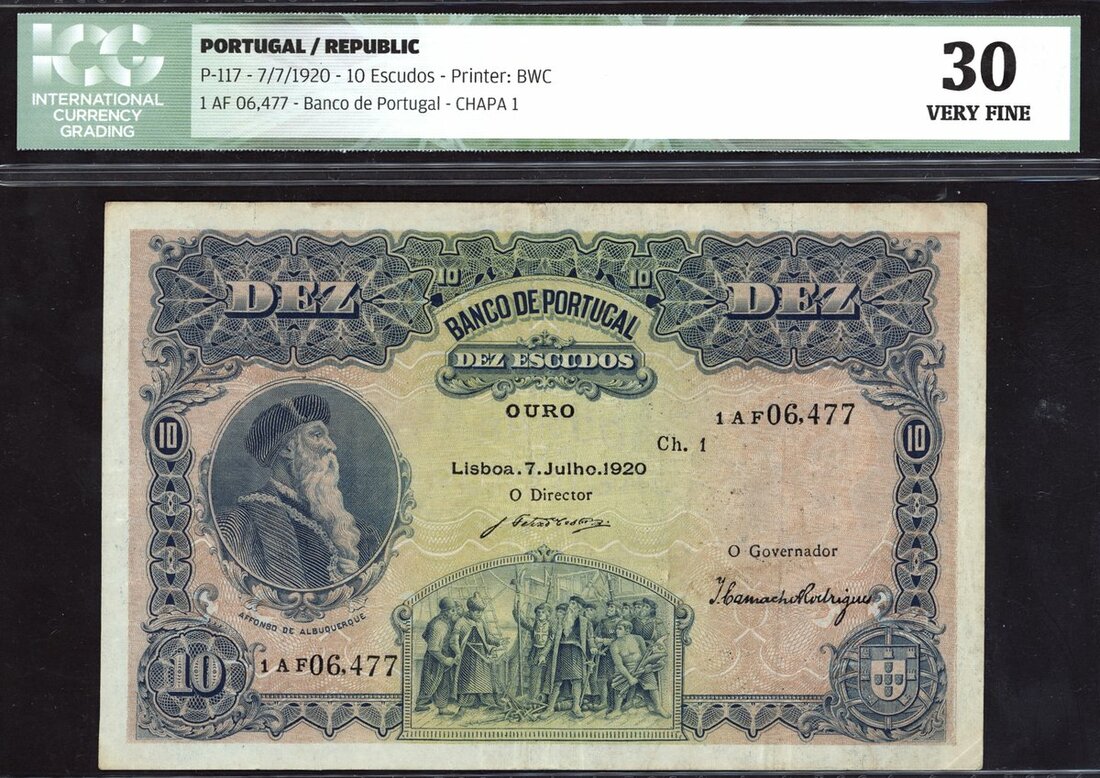 ICG
INTERNATIONAL
CURRENCY
GRADING
PORTUGAL / REPUBLIC
P-117 - 7/7/1920 - 10 Escudos - Printer: BWC
1 AF 06,477 - Banco de Portugal - CHAPA 1
30
VERY FINE
10 10
DEZ DEZ
BANCO DE PORTUGAL
DEZ ESCUDOS
OURO
1 A F 06,477
10 10
Ch. 1
Lisboa. 7. Julho. 1920
O Director
O Governador
J. Camacho Rodrigues
AFFONSO DE ALBUQUERQUE
10
1 A F 06,477